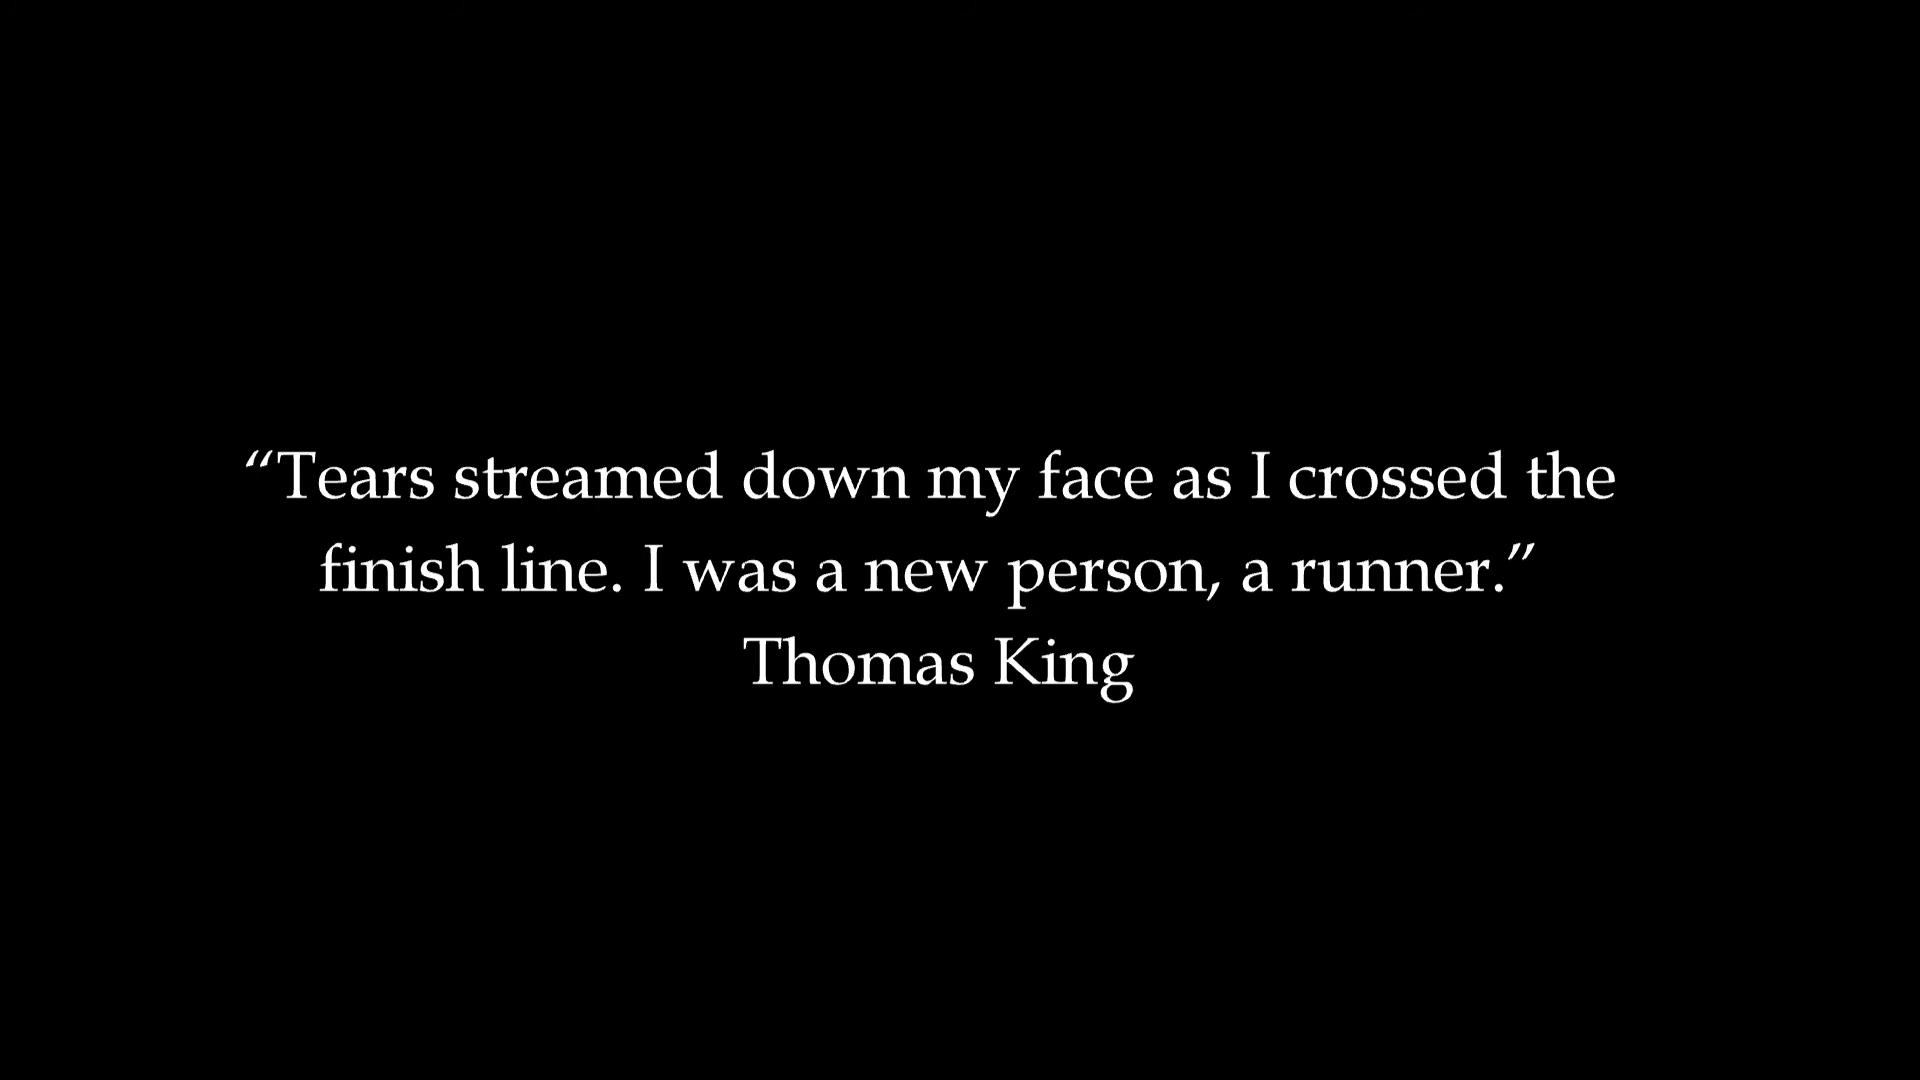 “Tears streamed down my face as I crossed the
finish line. I was a new person, a runner.”
Thomas King